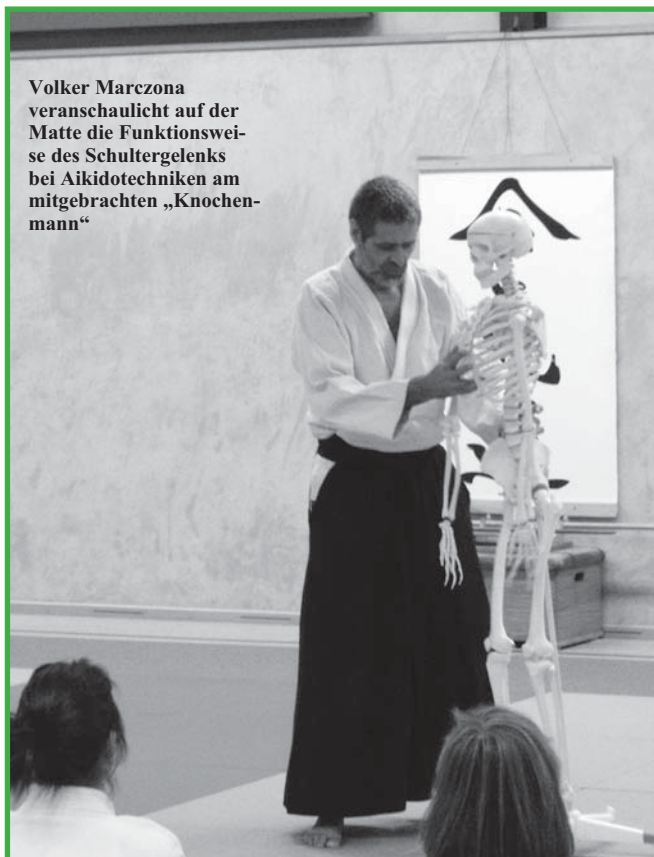 Volker Marczona
veranschaulicht auf der
Matte die Funktionswei-
se des Schultergelenks
bei Aikidotechniken am
mitgebrachten „Knochen-
mann“